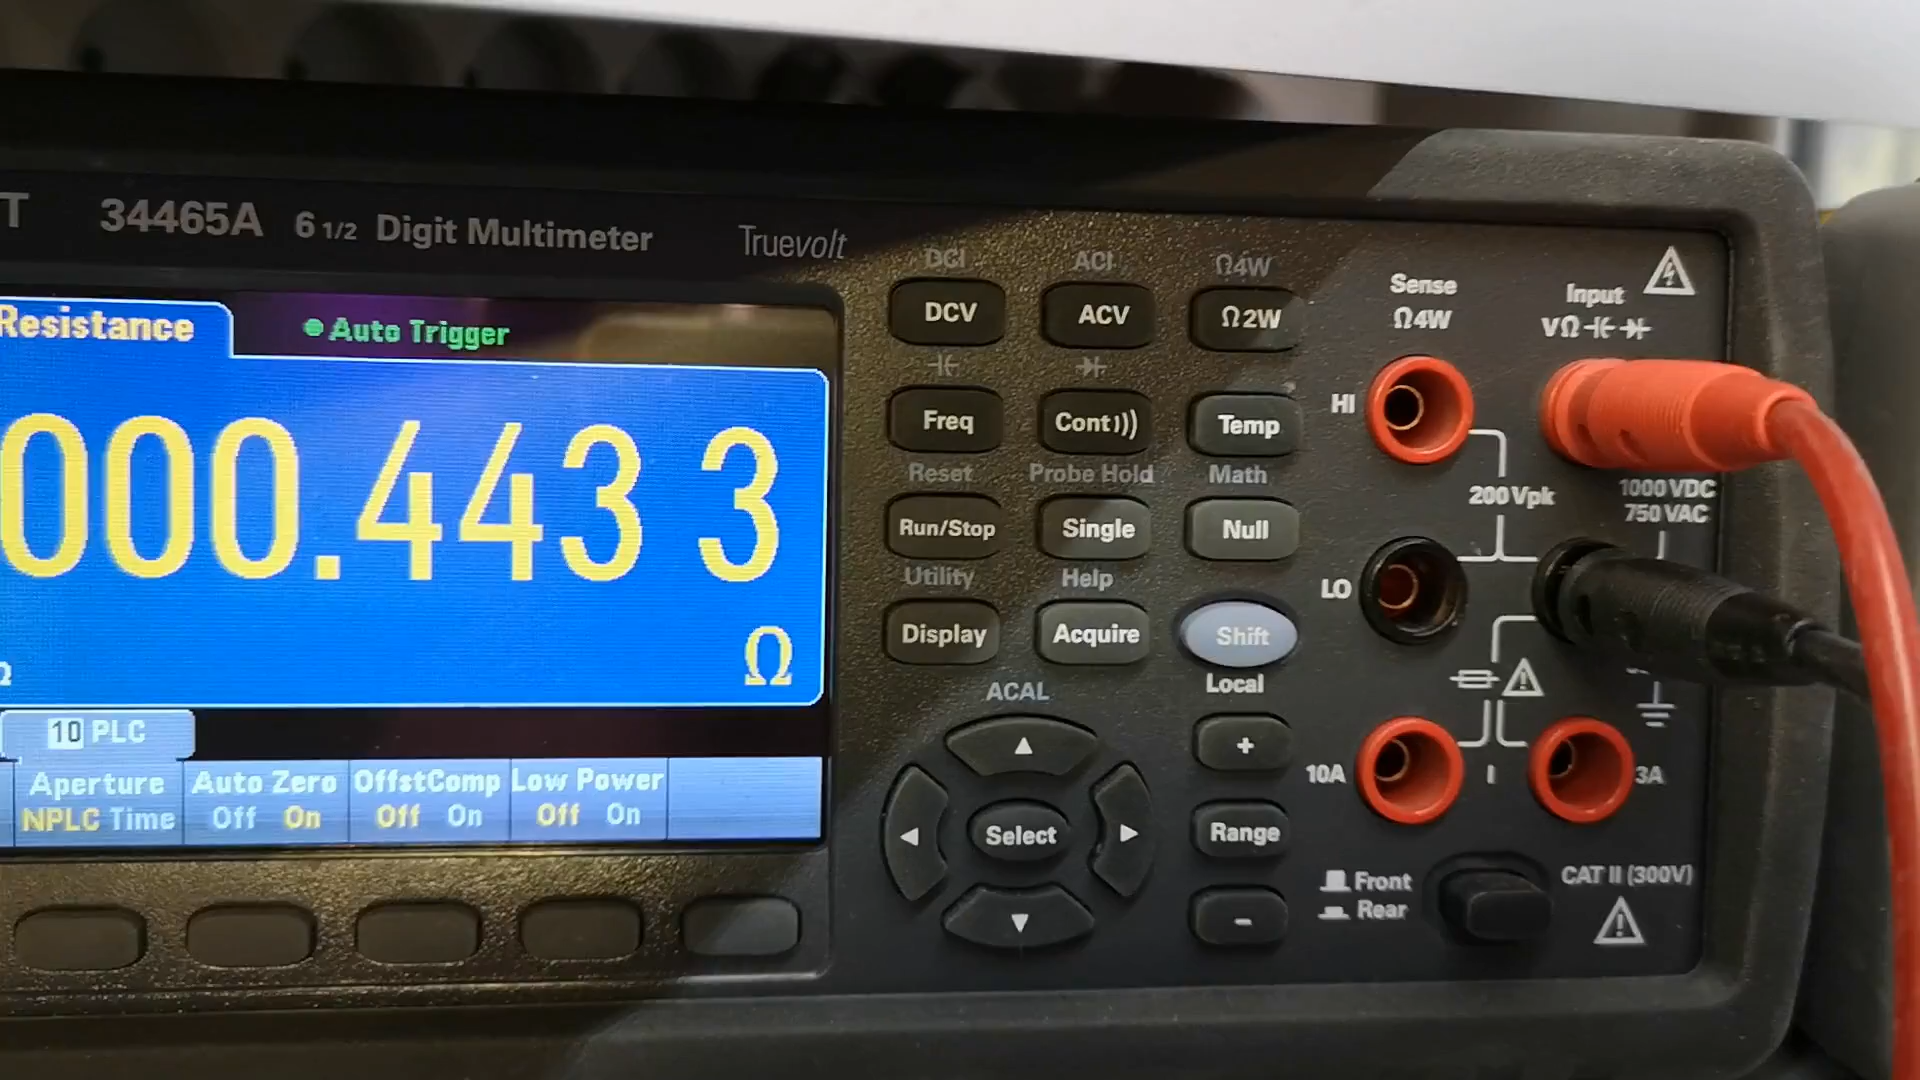 T 34465A 6 1/2 Digit Multimeter Truevolt
Resistance
Auto Trigger
000.443 3
Ω
Ω
10 PLC
Aperture
NPLC Time
Auto Zero
Off On
OffstComp
Off On
Low Power
Off On
DCI ACI Ω4W
DCV ACV Ω2W
Freq Cont Temp
Reset Probe Hold Math
Run/Stop Single Null
Utility Help
Display Acquire Shift
ACAL Local
Select
+
Range
-
Sense
Ω4W
Input
VΩ
HI
200 Vpk
1000 VDC
750 VAC
LO
10A I 3A
Front
Rear
CAT II (300V)